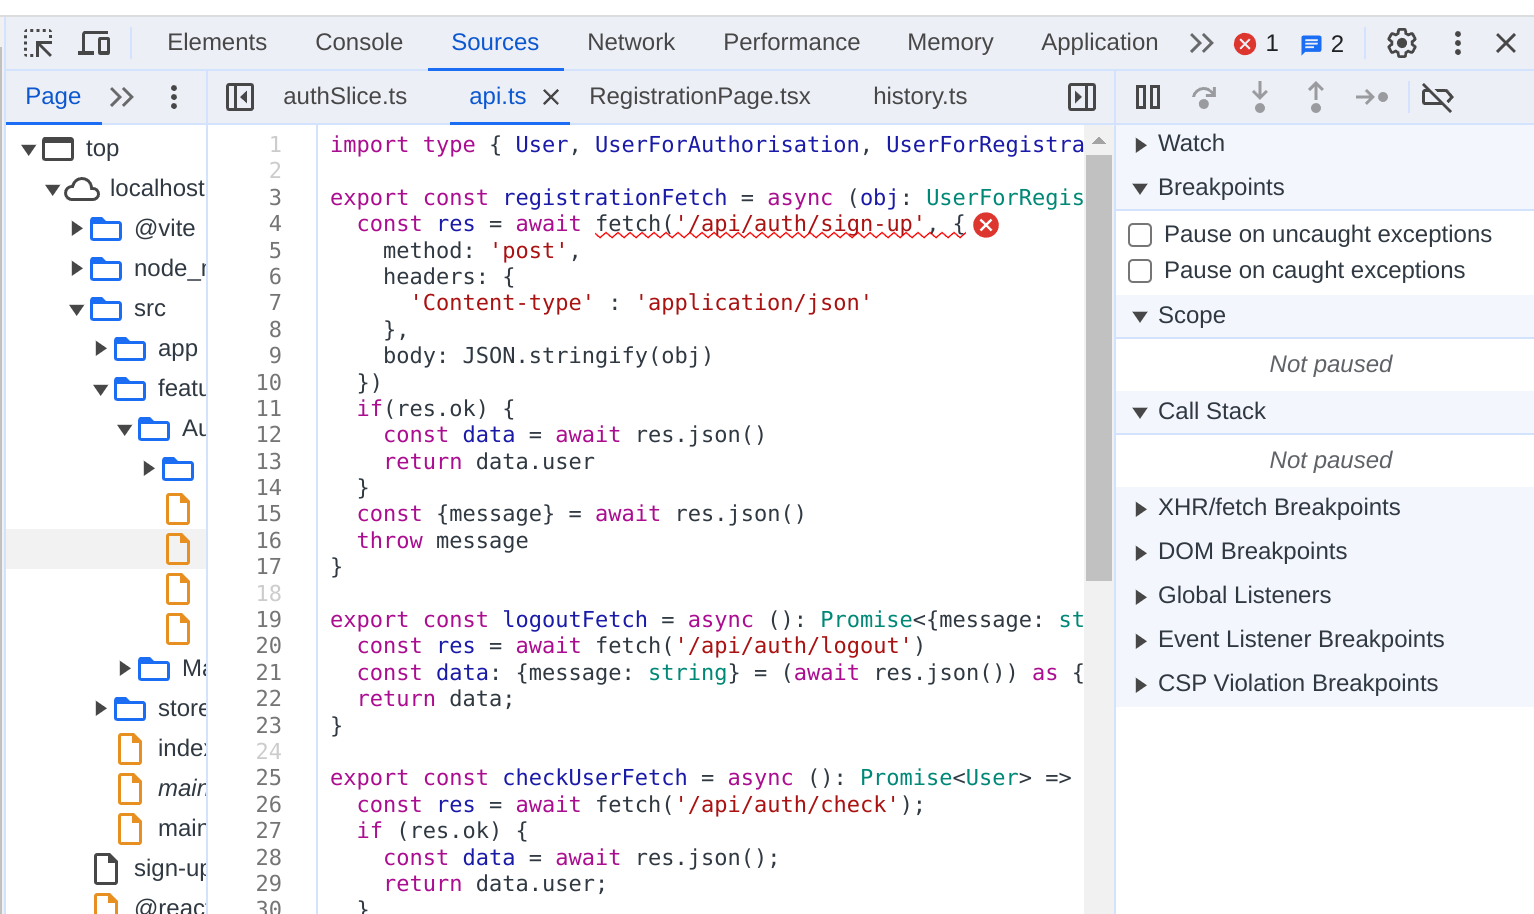 Elements Console Sources Network Performance Memory Application 1 2
Page authSlice.ts api.ts RegistrationPage.tsx history.ts
top
localhost
@vite
node_
src
app
featu
Au
Ma
store
index
main
main
sign-up
@reac
1 import type { User, UserForAuthorisation, UserForRegistra
2
3 export const registrationFetch = async (obj: UserForRegis
4 const res = await fetch('/api/auth/sign-up', {
5 method: 'post',
6 headers: {
7 'Content-type' : 'application/json'
8 },
9 body: JSON.stringify(obj)
10 })
11 if(res.ok) {
12 const data = await res.json()
13 return data.user
14 }
15 const {message} = await res.json()
16 throw message
17 }
18
19 export const logoutFetch = async (): Promise<{message: st
20 const res = await fetch('/api/auth/logout')
21 const data: {message: string} = (await res.json()) as {
22 return data;
23 }
24
25 export const checkUserFetch = async (): Promise<User> =>
26 const res = await fetch('/api/auth/check');
27 if (res.ok) {
28 const data = await res.json();
29 return data.user;
30 }
Watch
Breakpoints
Pause on uncaught exceptions
Pause on caught exceptions
Scope
Not paused
Call Stack
Not paused
XHR/fetch Breakpoints
DOM Breakpoints
Global Listeners
Event Listener Breakpoints
CSP Violation Breakpoints